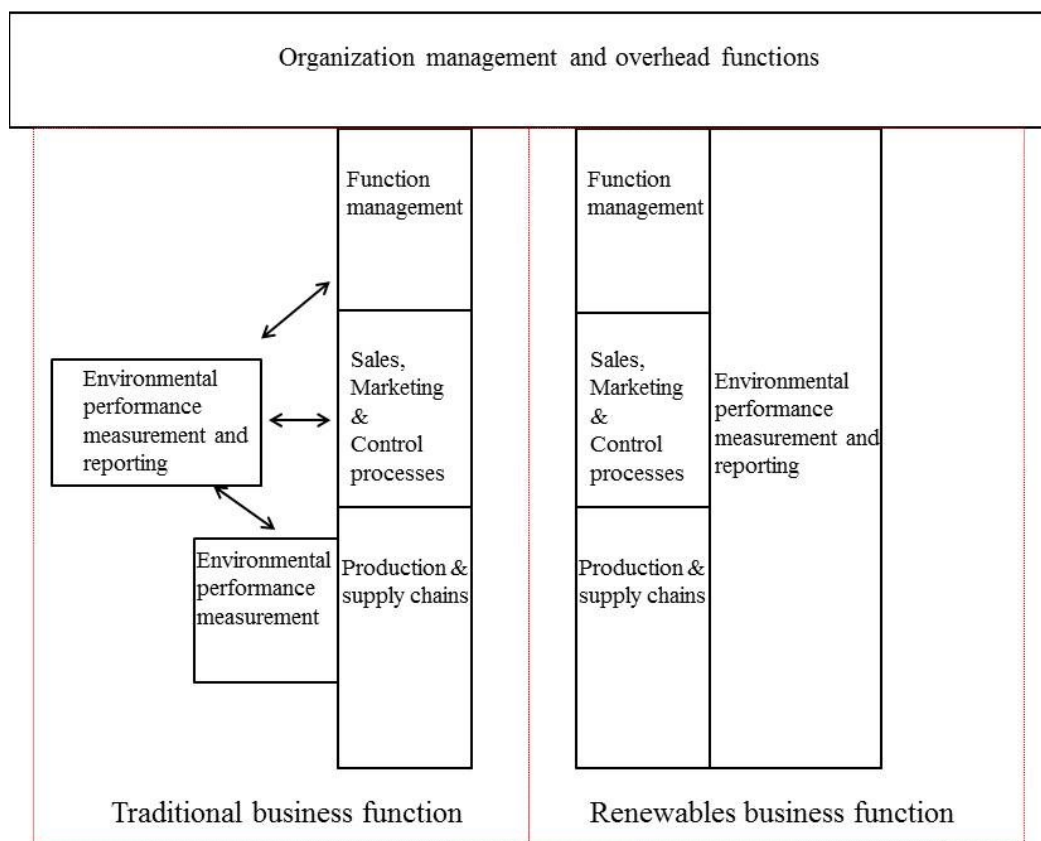 Organization management and overhead functions
Function
management
Sales,
Marketing
&
Control
processes
Production &
supply chains
Environmental
performance
measurement and
reporting
Environmental
performance
measurement
Traditional business function
Function
management
Sales,
Marketing
&
Control
processes
Production &
supply chains
Environmental
performance
measurement and
reporting
Renewables business function